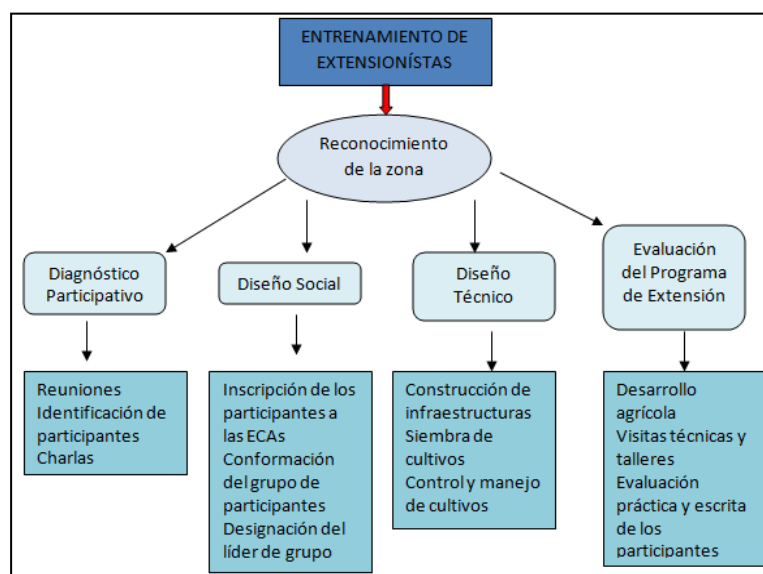 ENTRENAMIENTO DE
EXTENSIONÍSTAS
Reconocimiento
de la zona
Diagnóstico
Participativo
Diseño Social
Diseño
Técnico
Evaluación
del Programa
de Extensión
Reuniones
Identificación de
participantes
Charlas
Inscripción de los
participantes a
las ECAs
Conformación
del grupo de
participantes
Designación del
líder de grupo
Construcción de
infraestructuras
Siembra de
cultivos
Control y manejo
de cultivos
Desarrollo
agrícola
Visitas técnicas y
talleres
Evaluación
práctica y escrita
de los
participantes